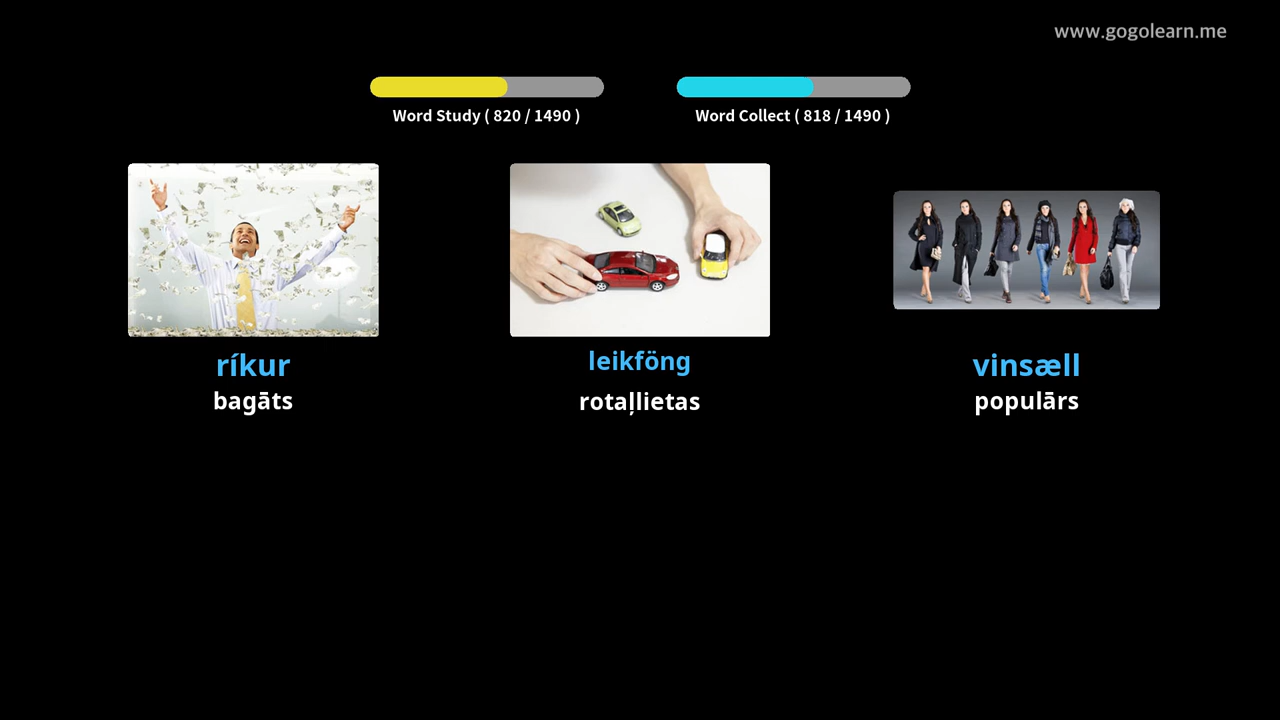 www.gogolearn.me
Word Study ( 820 / 1490 )
Word Collect ( 818 / 1490 )
ríkur
bagāts
leikföng
rotaļlietas
vinsæll
populārs